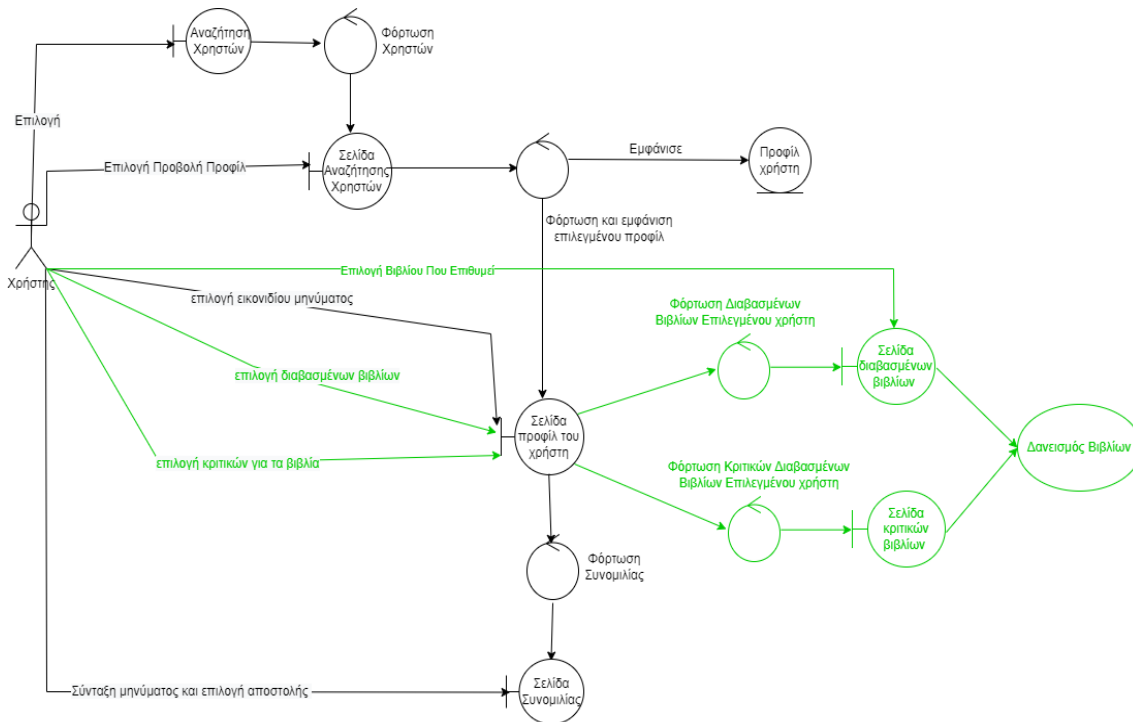 Αναζήτηση
Χρηστών
Φόρτωση
Χρηστών
Επιλογή
Επιλογή Προβολή Προφίλ
Σελίδα
Αναζήτησης
Χρηστών
Εμφάνισε
Προφίλ
χρήστη
Φόρτωση και εμφάνιση
επιλεγμένου προφίλ
Χρήστης
Επιλογή Βιβλίου Που Επιθυμεί
επιλογή εικονιδίου μηνύματος
Φόρτωση Διαβασμένων
Βιβλίων Επιλεγμένου χρήστη
Σελίδα
διαβασμένων
βιβλίων
επιλογή διαβασμένων βιβλίων
Σελίδα
προφίλ του
χρήστη
Δανεισμός Βιβλίων
επιλογή κριτικών για τα βιβλία
Φόρτωση Κριτικών Διαβασμένων
Βιβλίων Επιλεγμένου χρήστη
Σελίδα
κριτικών
βιβλίων
Φόρτωση
Συνομιλίας
Σύνταξη μηνύματος και επιλογή αποστολής
Σελίδα
Συνομιλίας